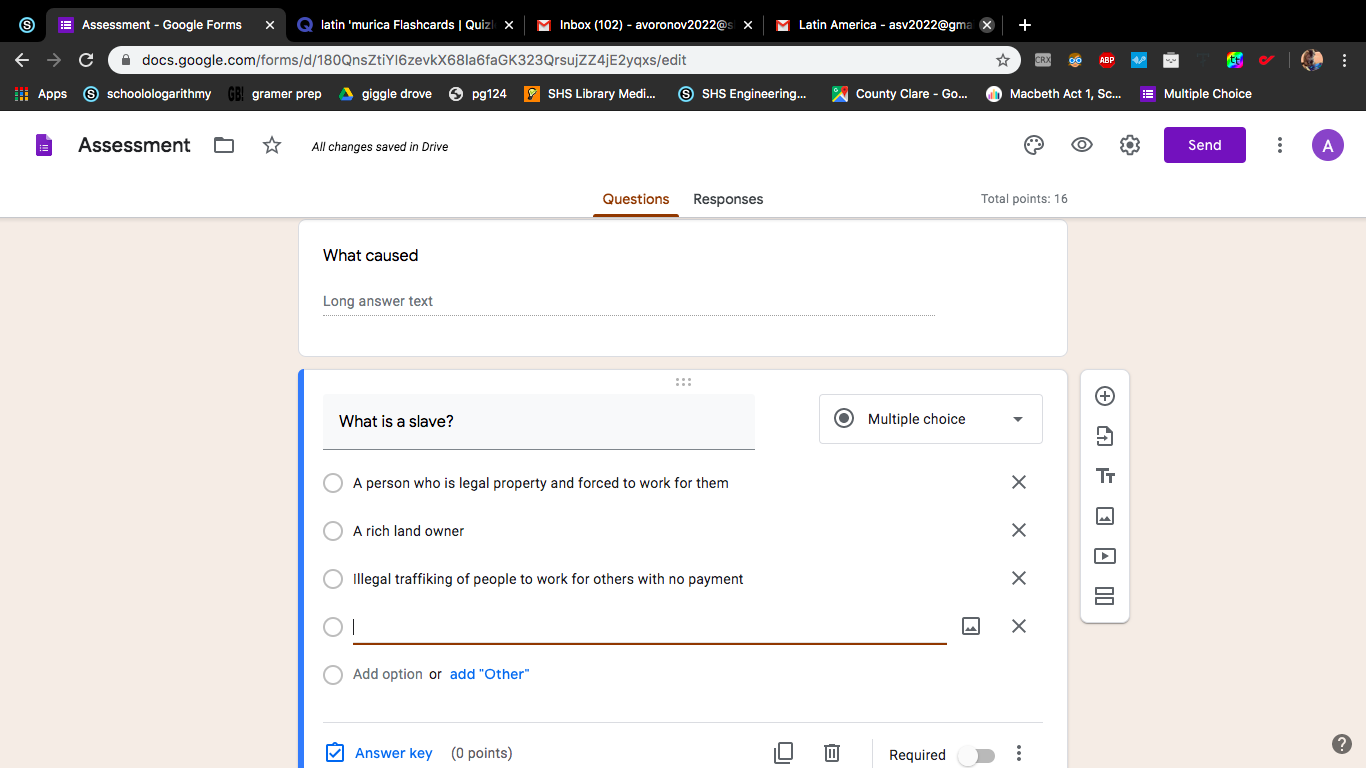 Assessment - Google Forms
latin 'murica Flashcards | Quizl
Inbox (102) - avoronov2022@s
Latin America - asv2022@gma
docs.google.com/forms/d/180QnsZtiYI6zevkX68Ia6faGK323QrsujZZ4jE2yqxs/edit
CRX
ABP
Apps
schoolologarithmy
GB!
gramer prep
giggle drove
pg124
SHS Library Medi...
SHS Engineering...
County Clare - Go...
Macbeth Act 1, Sc...
Multiple Choice
Assessment
All changes saved in Drive
Send
A
Questions
Responses
Total points: 16
What caused
Long answer text
What is a slave?
Multiple choice
A person who is legal property and forced to work for them
A rich land owner
Illegal traffiking of people to work for others with no payment
Add option or add "Other"
Answer key (0 points)
Required